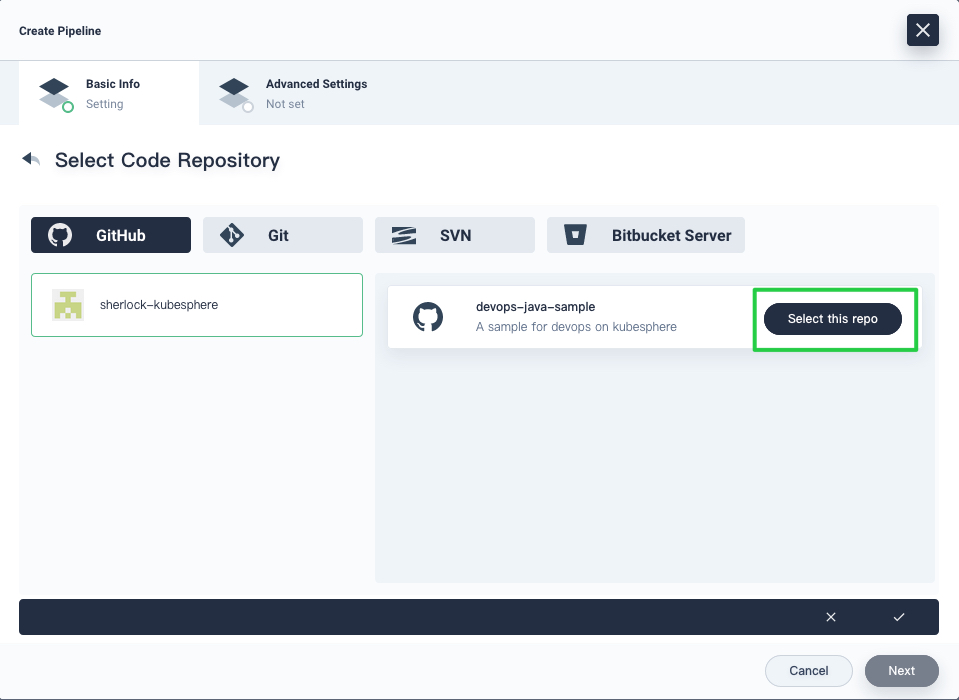 Create Pipeline
Basic Info
Setting
Advanced Settings
Not set
Select Code Repository
GitHub
Git
SVN
Bitbucket Server
sherlock-kubesphere
devops-java-sample
A sample for devops on kubesphere
Select this repo
Cancel
Next